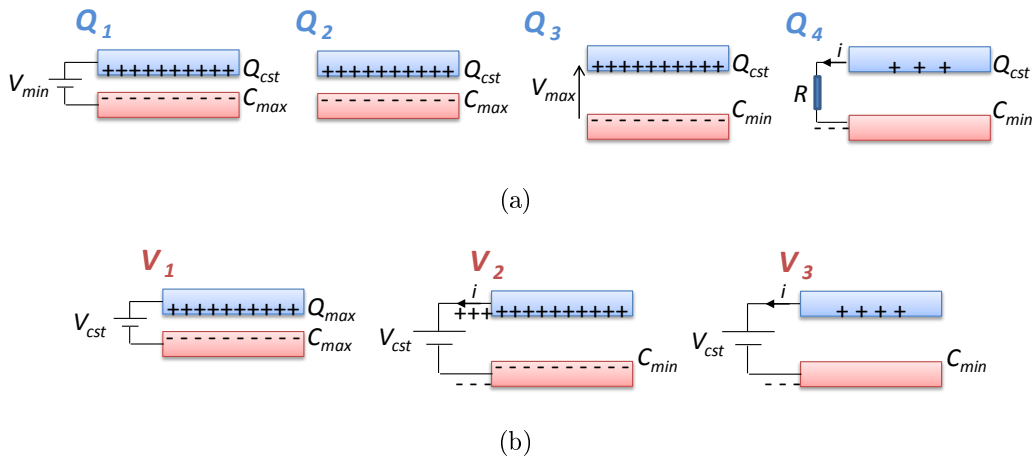 Q1 Q2 Q3 Q4
i
++++++++++ Qcst ++++++++++ Qcst ++++++++++ Qcst + + + Qcst
Vmin Vmax R
- - - - - - - - - - Cmax - - - - - - - - - - Cmax - - - - - - - - - Cmin - - - Cmin
(a)
V1 V2 V3
i i
+++++++++ Qmax +++ ++++++++++ + + + +
Vcst Vcst Vcst
- - - - - - - - - - Cmax - - - - - - - - - - Cmin Cmin
- - - - - -
(b)